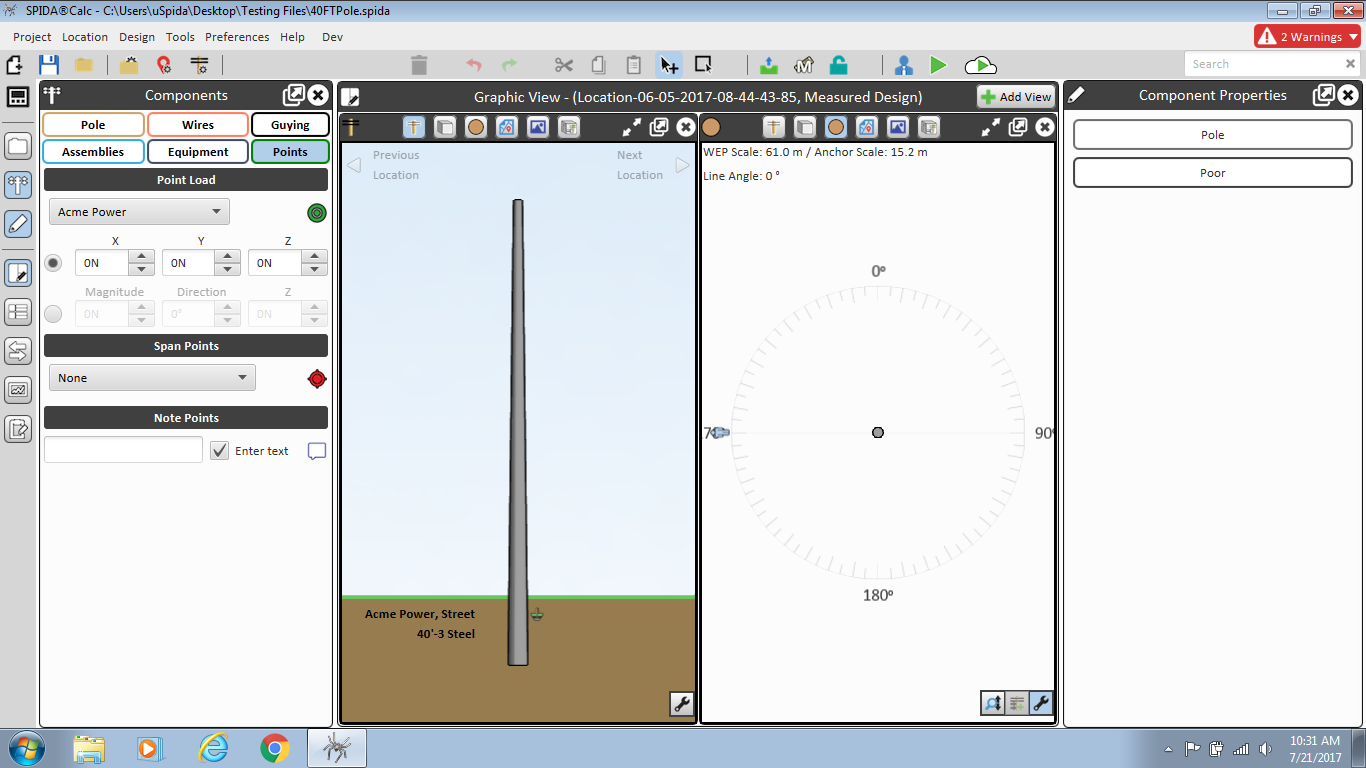 SPIDA®Calc - C:\Users\uSpida\Desktop\Testing Files\40FTPole.spida
Project Location Design Tools Preferences Help Dev
2 Warnings
Search
Components
Graphic View - (Location-06-05-2017-08-44-43-85, Measured Design)
Add View
Component Properties
Pole Wires Guying
Assemblies Equipment Points
Point Load
Acme Power
X Y Z
0N 0N 0N
Magnitude Direction Z
0N 0° 0N
Span Points
None
Note Points
Enter text
Previous Location
Next Location
Acme Power, Street
40'-3 Steel
WEP Scale: 61.0 m / Anchor Scale: 15.2 m
Line Angle: 0 °
0°
90°
180°
Pole
Poor
10:31 AM
7/21/2017